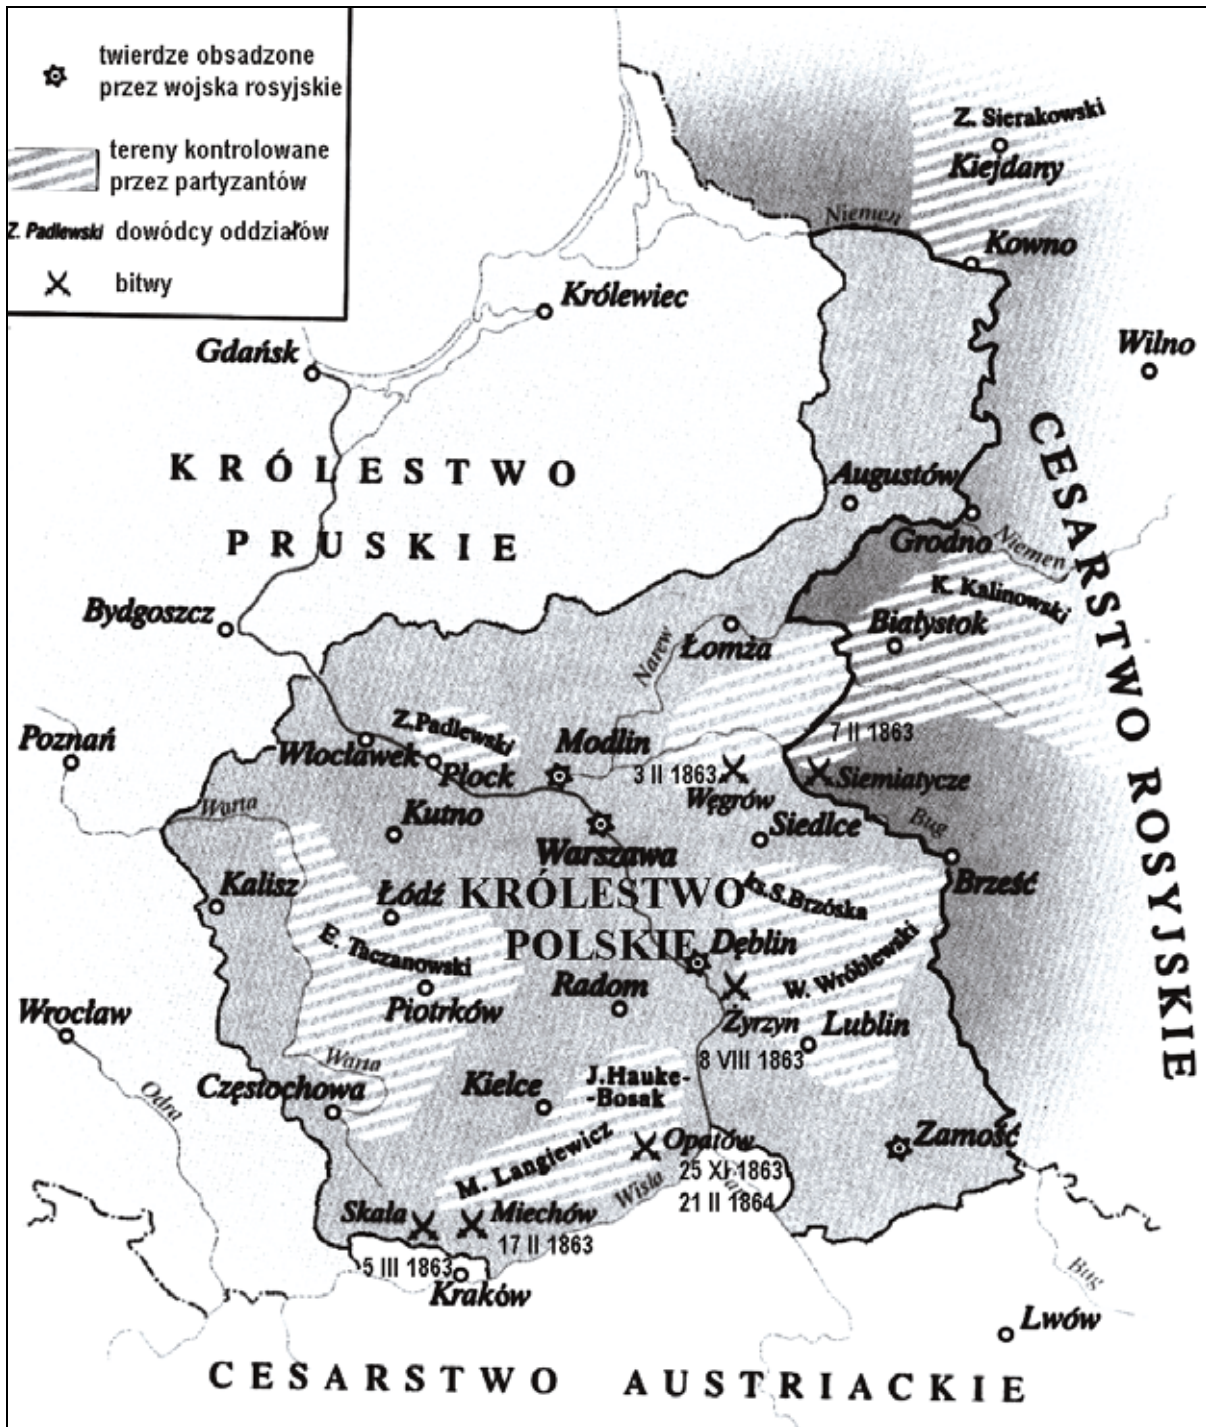 twierdze obsadzone
przez wojska rosyjskie
tereny kontrolowane
przez partyzantów
Z. Padlewski dowódcy oddziałów
bitwy
Z. Sierakowski
Kiejdany
Niemen
Kowno
Królewiec
Gdańsk
Wilno
KRÓLESTWO
PRUSKIE
CESARSTWO ROSYJSKIE
Augustów
Grodno
Niemen
K. Kalinowski
Bydgoszcz
Białystok
Łomża
Narew
Z. Padlewski
Modlin
7 II 1863
Poznań
Włocławek
Płock
3 II 1863
Siemiatycze
Węgrów
Warta
Kutno
Siedlce
Bug
Warszawa
Brześć
Kalisz
Łódź
KRÓLESTWO
ks.S.Brzóska
POLSKIE
Dęblin
E. Taczanowski
W. Wróblewski
Piotrków
Radom
Wrocław
Żyrzyn
Lublin
8 VIII 1863
Warta
Odra
Częstochowa
Kielce
J.Hauke-
-Bosak
Opatów
Zamość
M. Langiewicz
25 XI 1863
Wisła
21 II 1864
Skała
Miechów
17 II 1863
5 III 1863
Kraków
Bug
Lwów
CESARSTWO AUSTRIACKIE